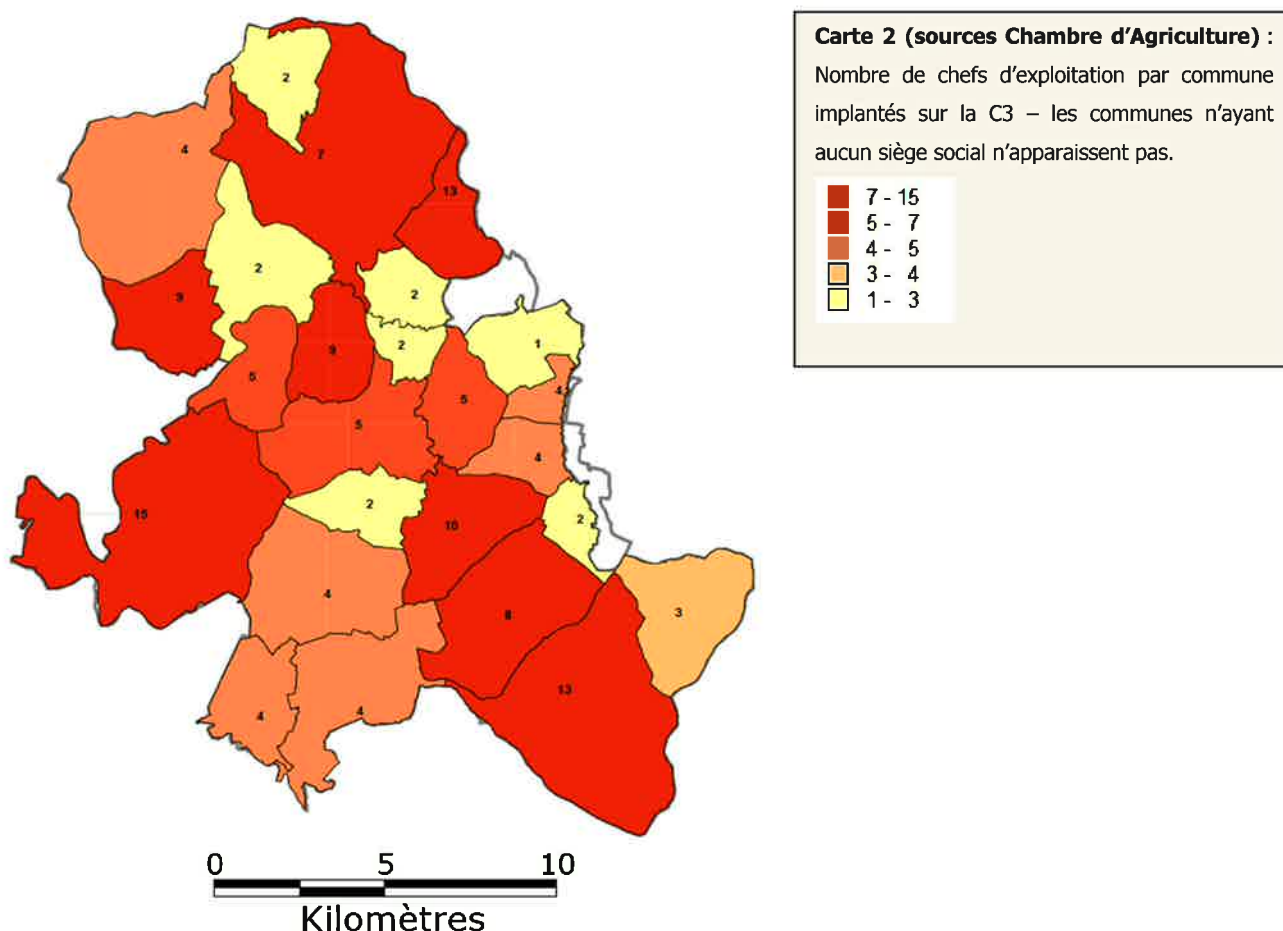 Carte 2 (sources Chambre d'Agriculture) :
Nombre de chefs d'exploitation par commune
implantés sur la C3 – les communes n'ayant
aucun siège social n'apparaissent pas.
7 - 15
5 - 7
4 - 5
3 - 4
1 - 3
2
4
7
13
2
2
9
2
9
1
5
5
4
5
4
2
15
10
2
4
8
3
13
4
4
0 5 10
Kilomètres